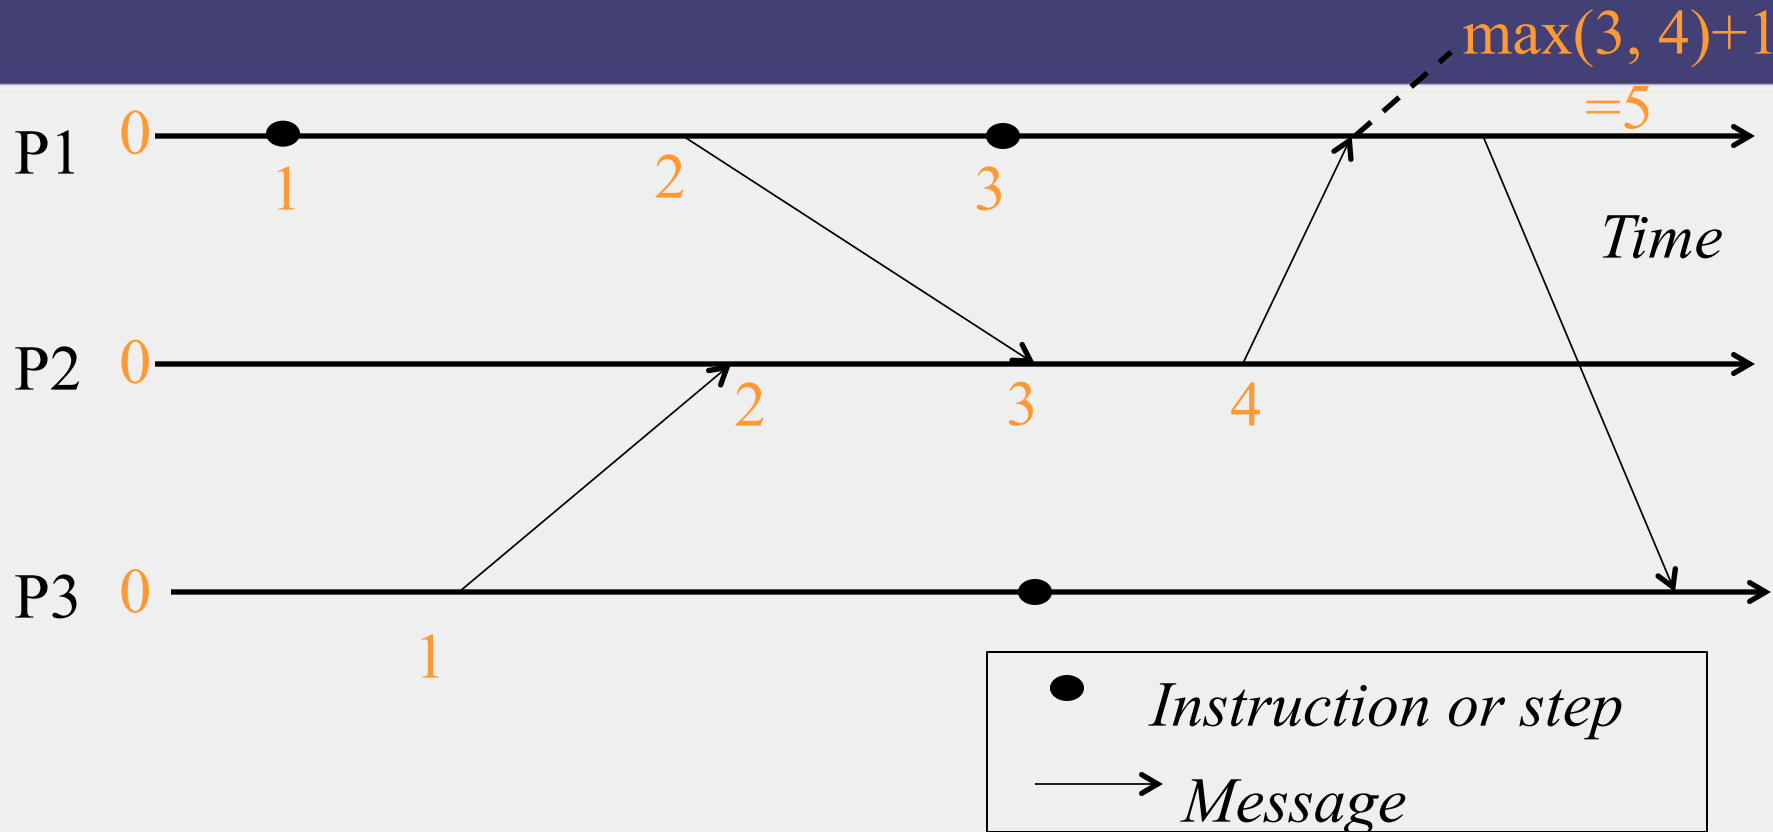 max(3, 4)+1
=5
P1 0
1 2 3
Time
P2 0
2 3 4
P3 0
1
Instruction or step
Message